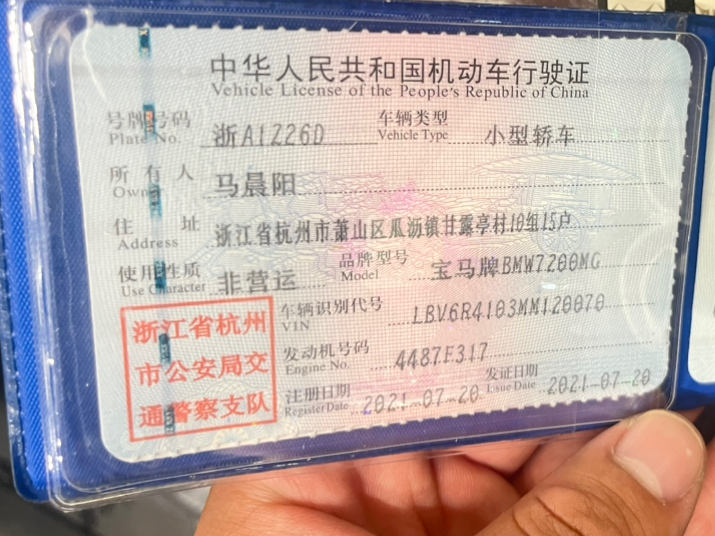 中华人民共和国机动车行驶证
Vehicle License of the People's Republic of China
号牌号码 浙A1Z26D 车辆类型 小型轿车
Plate No. Vehicle Type
所有人 马晨阳
Owner
住址 浙江省杭州市萧山区瓜沥镇甘露亭村10组15户
Address
使用性质 非营运 品牌型号 宝马牌BMW7200MG
Use Character Model
浙江省杭州
市公安局交
通警察支队
车辆识别代号 LBV6R4103MM120070
VIN
发动机号码 4487F317
Engine No.
注册日期 2021-07-20 发证日期 2021-07-20
Register Date Issue Date